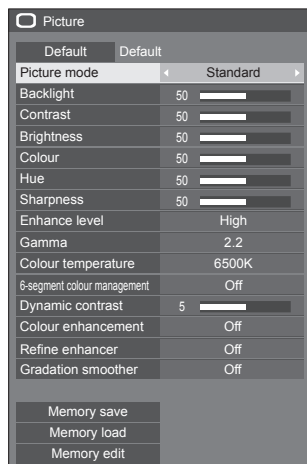 Picture
Default Default
Picture mode Standard
Backlight 50
Contrast 50
Brightness 50
Colour 50
Hue 50
Sharpness 50
Enhance level High
Gamma 2.2
Colour temperature 6500K
6-segment colour management Off
Dynamic contrast 5
Colour enhancement Off
Refine enhancer Off
Gradation smoother Off
Memory save
Memory load
Memory edit